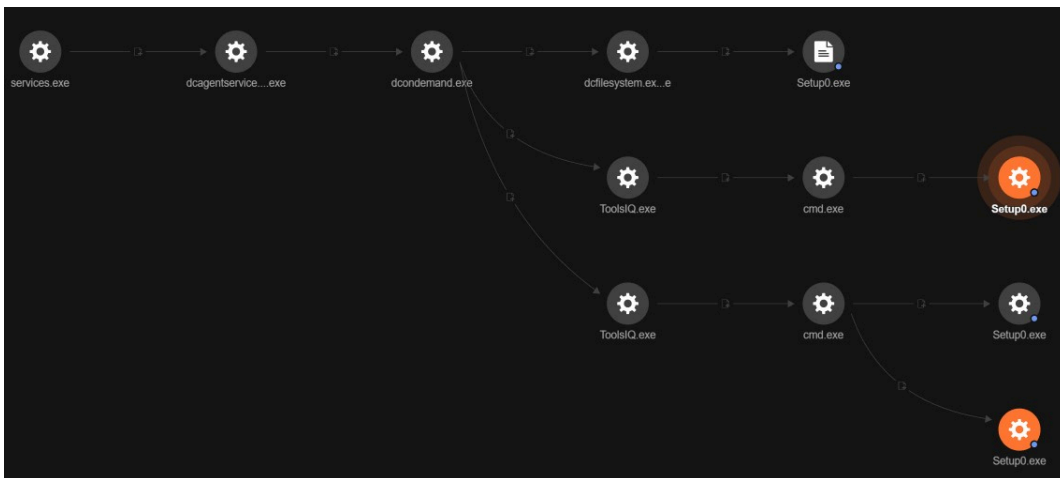 services.exe
dcagentservice....exe
dcondemand.exe
dcfilesystem.ex...e
Setup0.exe
ToolsIQ.exe
cmd.exe
Setup0.exe
ToolsIQ.exe
cmd.exe
Setup0.exe
Setup0.exe